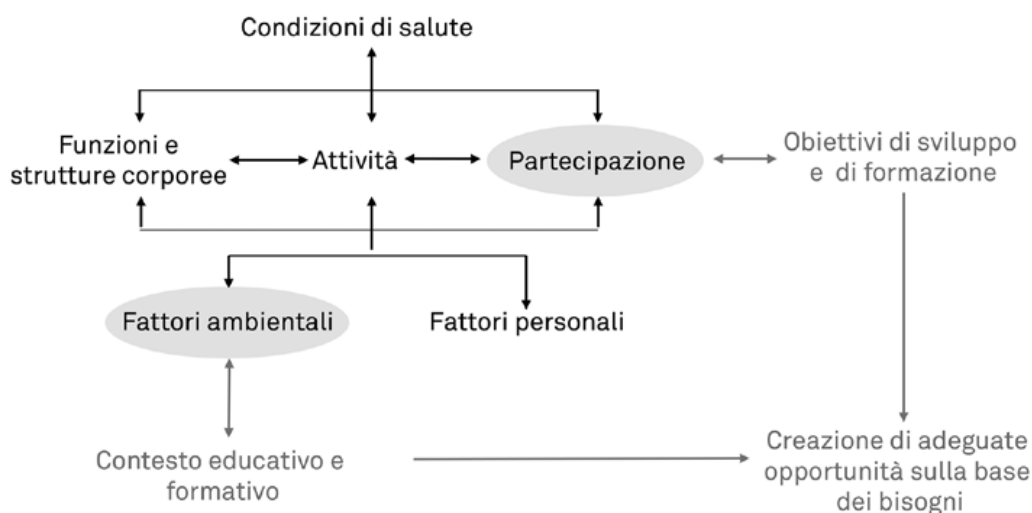 Condizioni di salute
Funzioni e
strutture corporee
Attività
Partecipazione
Obiettivi di sviluppo
e di formazione
Fattori ambientali
Fattori personali
Contesto educativo e
formativo
Creazione di adeguate
opportunità sulla base
dei bisogni